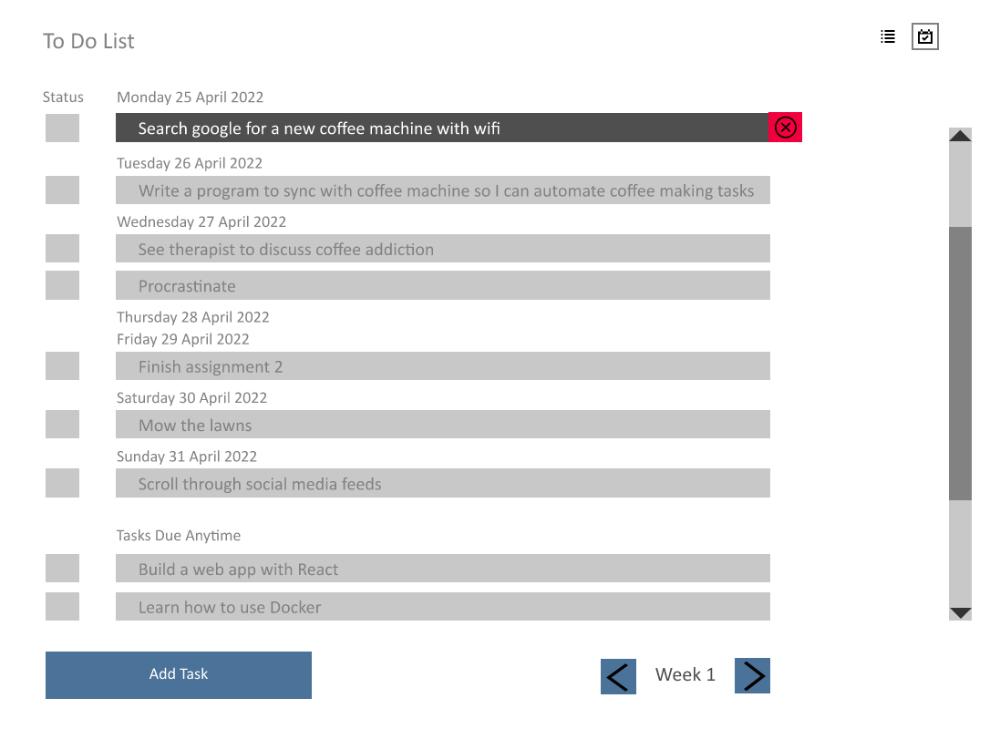 To Do List
Status
Monday 25 April 2022
Search google for a new coffee machine with wifi
Tuesday 26 April 2022
Write a program to sync with coffee machine so I can automate coffee making tasks
Wednesday 27 April 2022
See therapist to discuss coffee addiction
Procrastinate
Thursday 28 April 2022
Friday 29 April 2022
Finish assignment 2
Saturday 30 April 2022
Mow the lawns
Sunday 31 April 2022
Scroll through social media feeds
Tasks Due Anytime
Build a web app with React
Learn how to use Docker
Add Task
Week 1